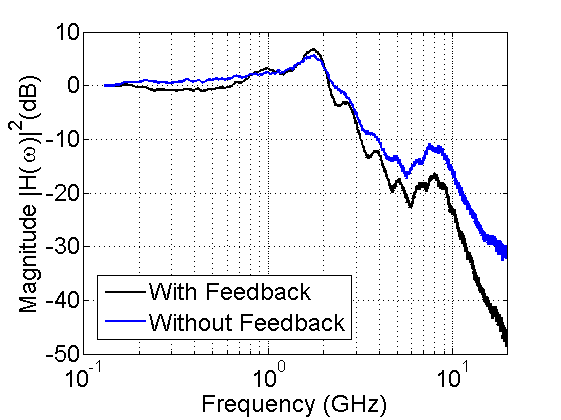 Magnitude |H(ω)|²(dB)
10
0
-10
-20
-30
-40
-50
With Feedback
Without Feedback
10⁻¹
10⁰
10¹
Frequency (GHz)